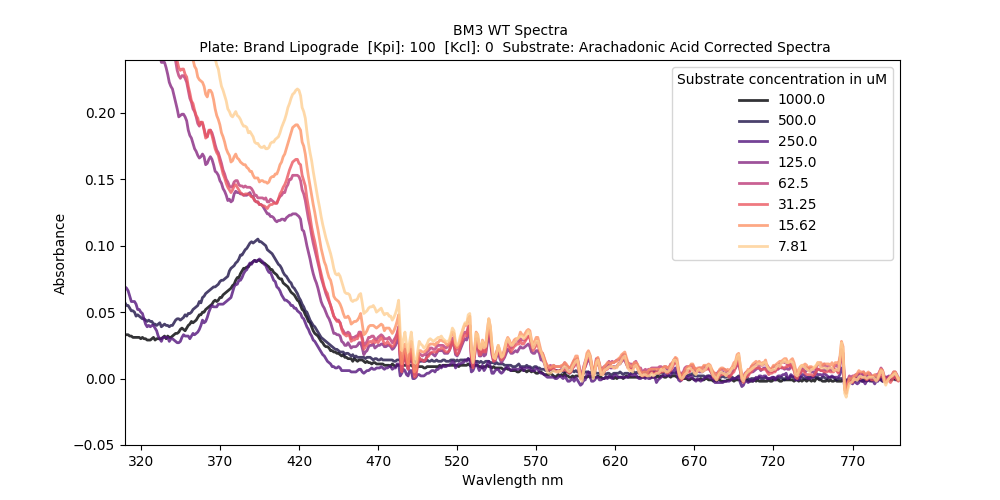 BM3 WT Spectra
Plate: Brand Lipograde  [Kpi]: 100  [Kcl]: 0  Substrate: Arachadonic Acid Corrected Spectra
Substrate concentration in uM
1000.0
500.0
250.0
125.0
62.5
31.25
15.62
7.81
Absorbance
0.20
0.15
0.10
0.05
0.00
−0.05
320 370 420 470 520 570 620 670 720 770
Wavlength nm